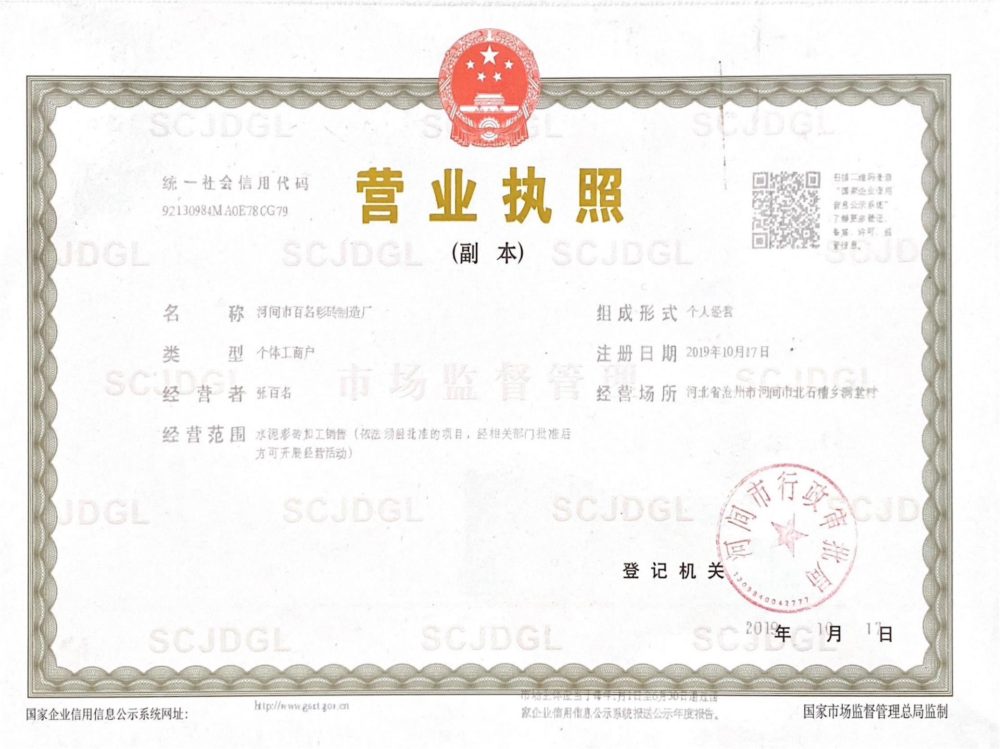 统一社会信用代码
92130984MA0E78CG79
营业执照
(副 本)
扫描二维码登录
“国家企业信用
信息公示系统”
了解更多登记、
备案、许可、监
管信息。
名 称 河间市百名彩砖制造厂
组成形式 个人经营
类 型 个体工商户
注册日期 2019年10月17日
经营者 张百名
经营场所 河北省沧州市河间市北石槽乡满堂村
经营范围 水泥彩砖加工销售（依法须经批准的项目，经相关部门批准后
方可开展经营活动）
市场监督管理
SCJDGL
登记机关
河间市行政审批局
1309840042777
2019年 10月 17日
国家企业信用信息公示系统网址：
http://www.gsxt.gov.cn
市场主体应当于每年1月1日至6月30日通过国
家企业信用信息公示系统报送公示年度报告。
国家市场监督管理总局监制